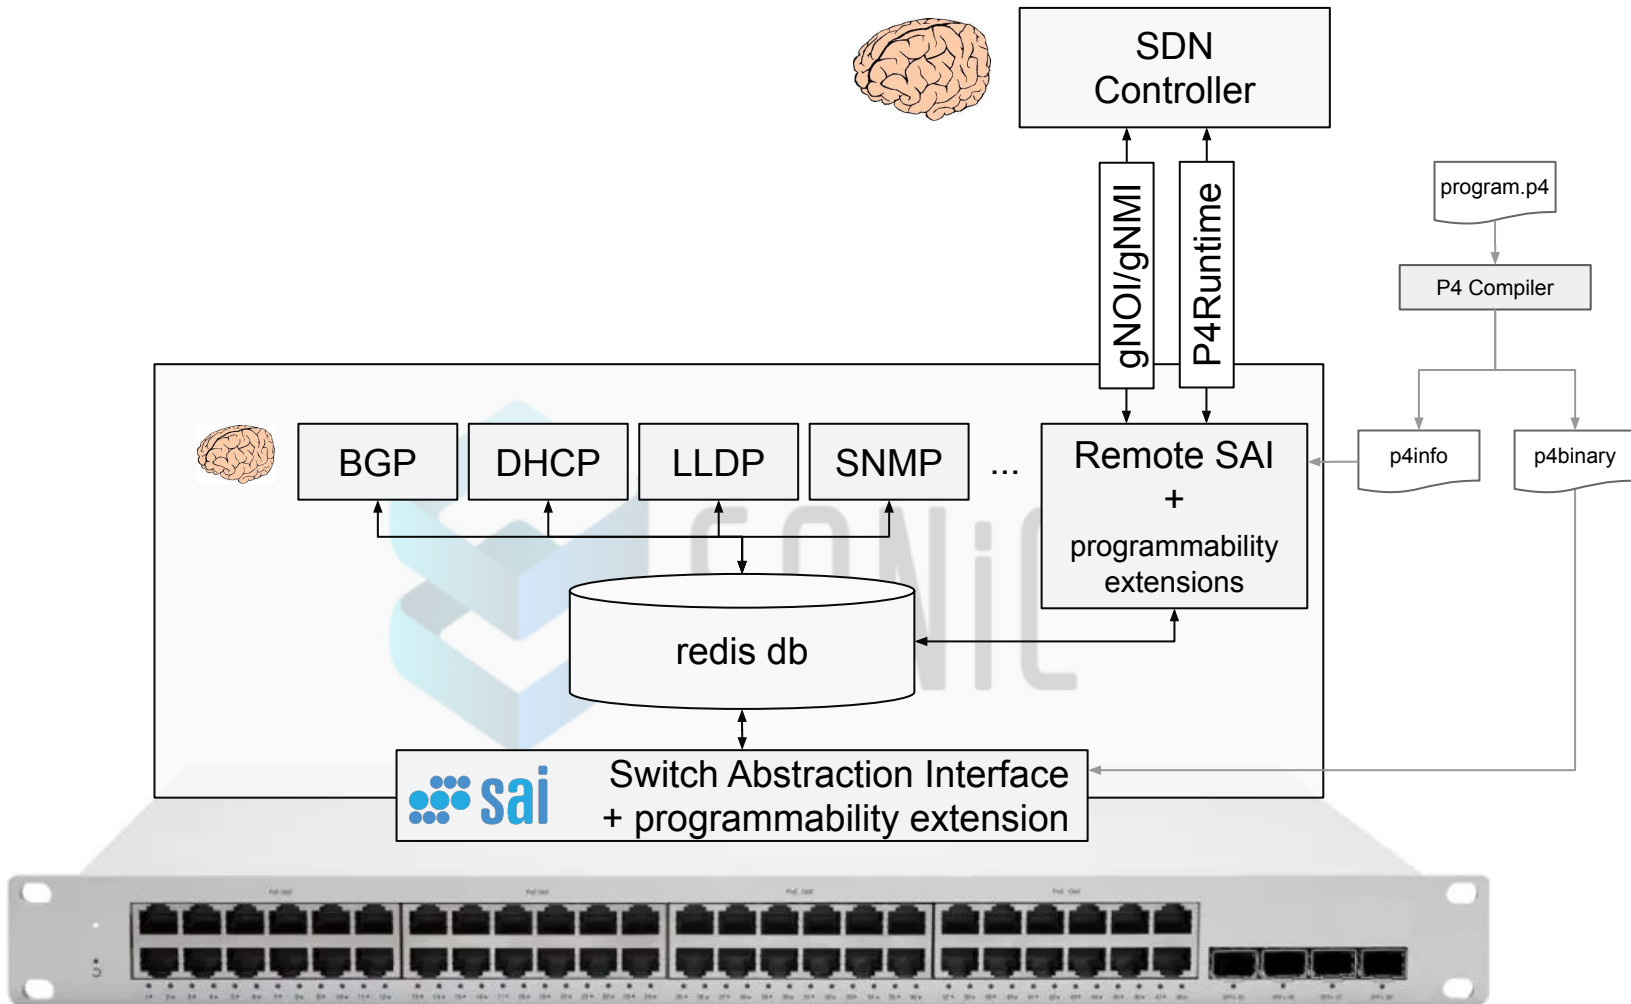 SDN
Controller
gNOI/gNMI
P4Runtime
program.p4
P4 Compiler
p4info
p4binary
BGP
DHCP
LLDP
SNMP
...
Remote SAI
+
programmability
extensions
SONiC
redis db
sai
Switch Abstraction Interface
+ programmability extension